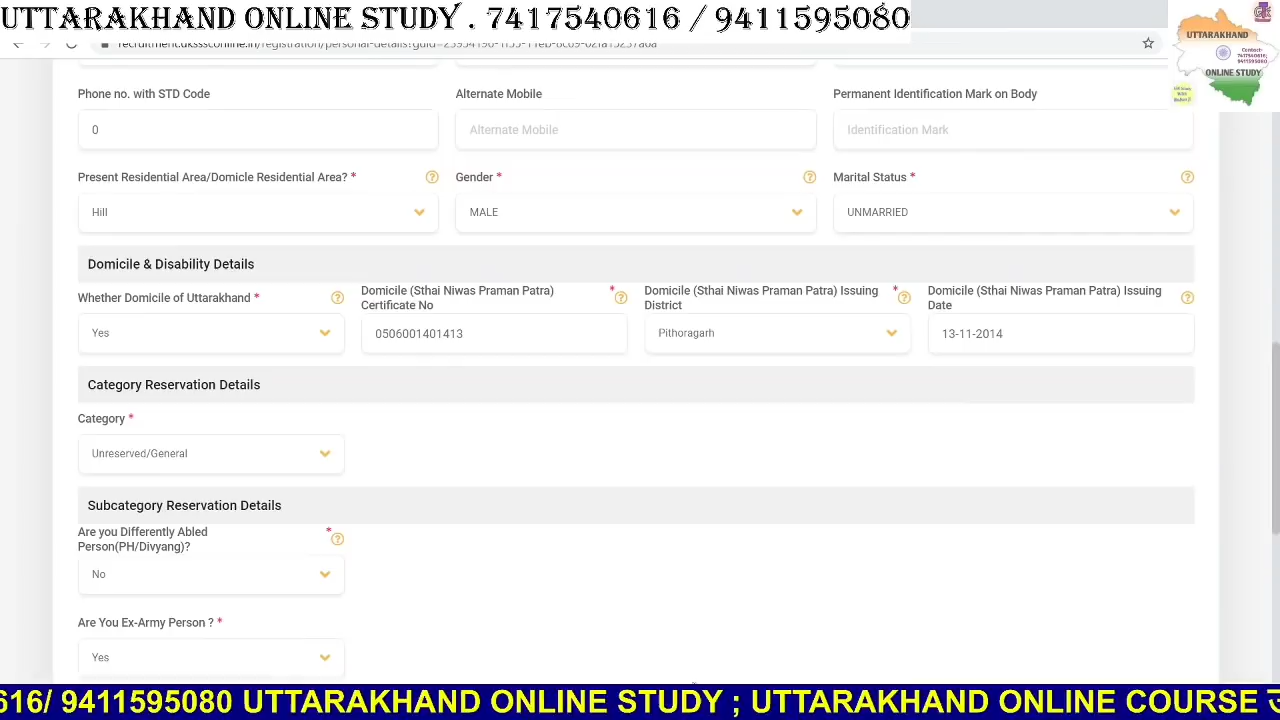 UTTARAKHAND ONLINE STUDY . 7417540616 / 9411595080
UTTARAKHAND
Contact-
7417540616;
9411595080
ONLINE STUDY
Phone no. with STD Code
Alternate Mobile
Permanent Identification Mark on Body
0
Alternate Mobile
Identification Mark
Present Residential Area/Domicle Residential Area? *
Gender *
Marital Status *
Hill
MALE
UNMARRIED
Domicile & Disability Details
Whether Domicile of Uttarakhand *
Domicile (Sthai Niwas Praman Patra) Certificate No *
Domicile (Sthai Niwas Praman Patra) Issuing District *
Domicile (Sthai Niwas Praman Patra) Issuing Date
Yes
0506001401413
Pithoragarh
13-11-2014
Category Reservation Details
Category *
Unreserved/General
Subcategory Reservation Details
Are you Differently Abled *
Person(PH/Divyang)?
No
Are You Ex-Army Person ? *
Yes
616/ 9411595080 UTTARAKHAND ONLINE STUDY ; UTTARAKHAND ONLINE COURSE